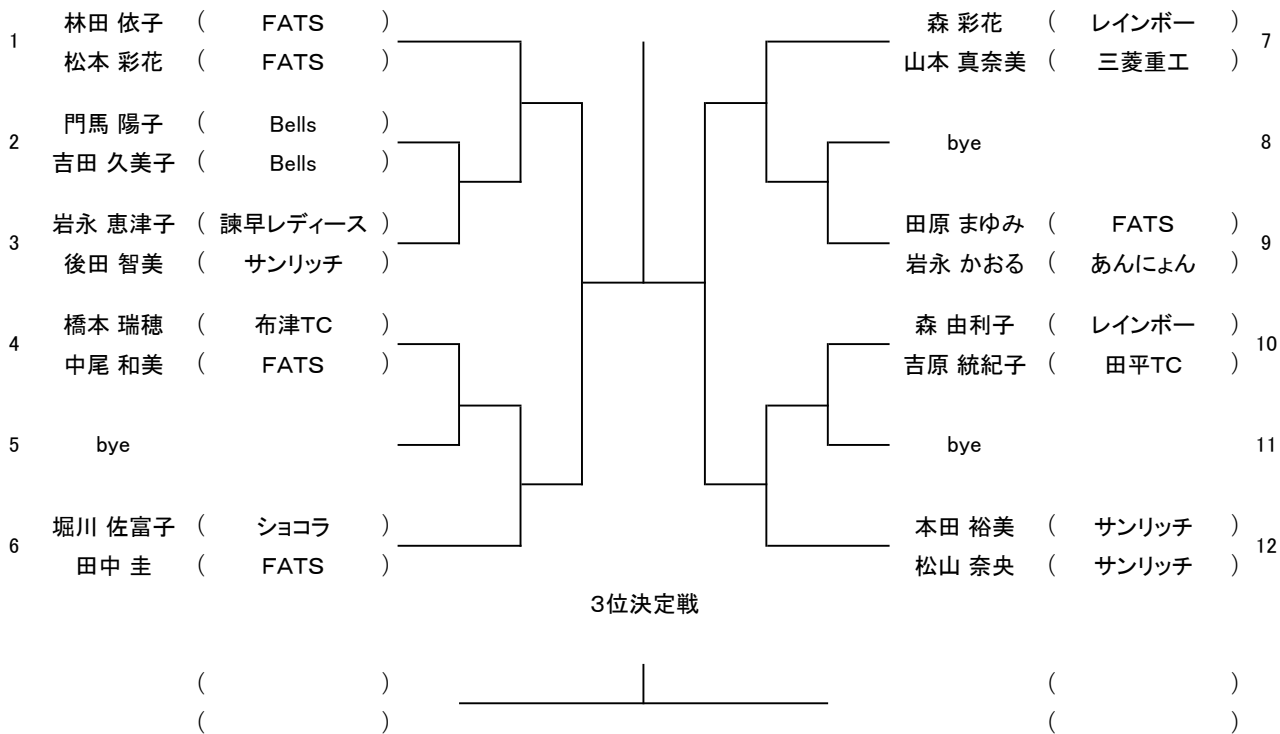 林田 依子 ( FATS )
1
松本 彩花 ( FATS )
門馬 陽子 ( Bells )
2
吉田 久美子 ( Bells )
岩永 恵津子 ( 諫早レディース )
3
後田 智美 ( サンリッチ )
橋本 瑞穂 ( 布津TC )
4
中尾 和美 ( FATS )
5 bye
堀川 佐富子 ( ショコラ )
6
田中 圭 ( FATS )
森 彩花 ( レインボー )
7
山本 真奈美 ( 三菱重工 )
bye 8
田原 まゆみ ( FATS )
9
岩永 かおる ( あんにょん )
森 由利子 ( レインボー )
10
吉原 統紀子 ( 田平TC )
bye 11
本田 裕美 ( サンリッチ )
12
松山 奈央 ( サンリッチ )
3位決定戦
( ) ( )
( ) ( )